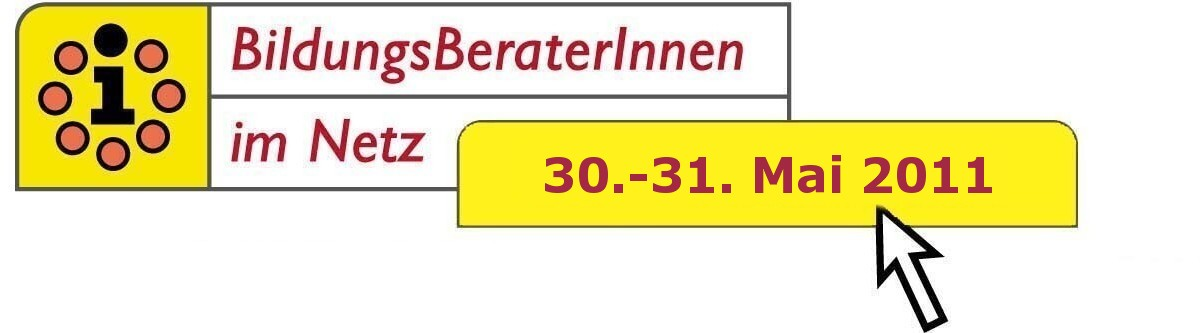 BildungsBeraterInnen
im Netz
30.-31. Mai 2011